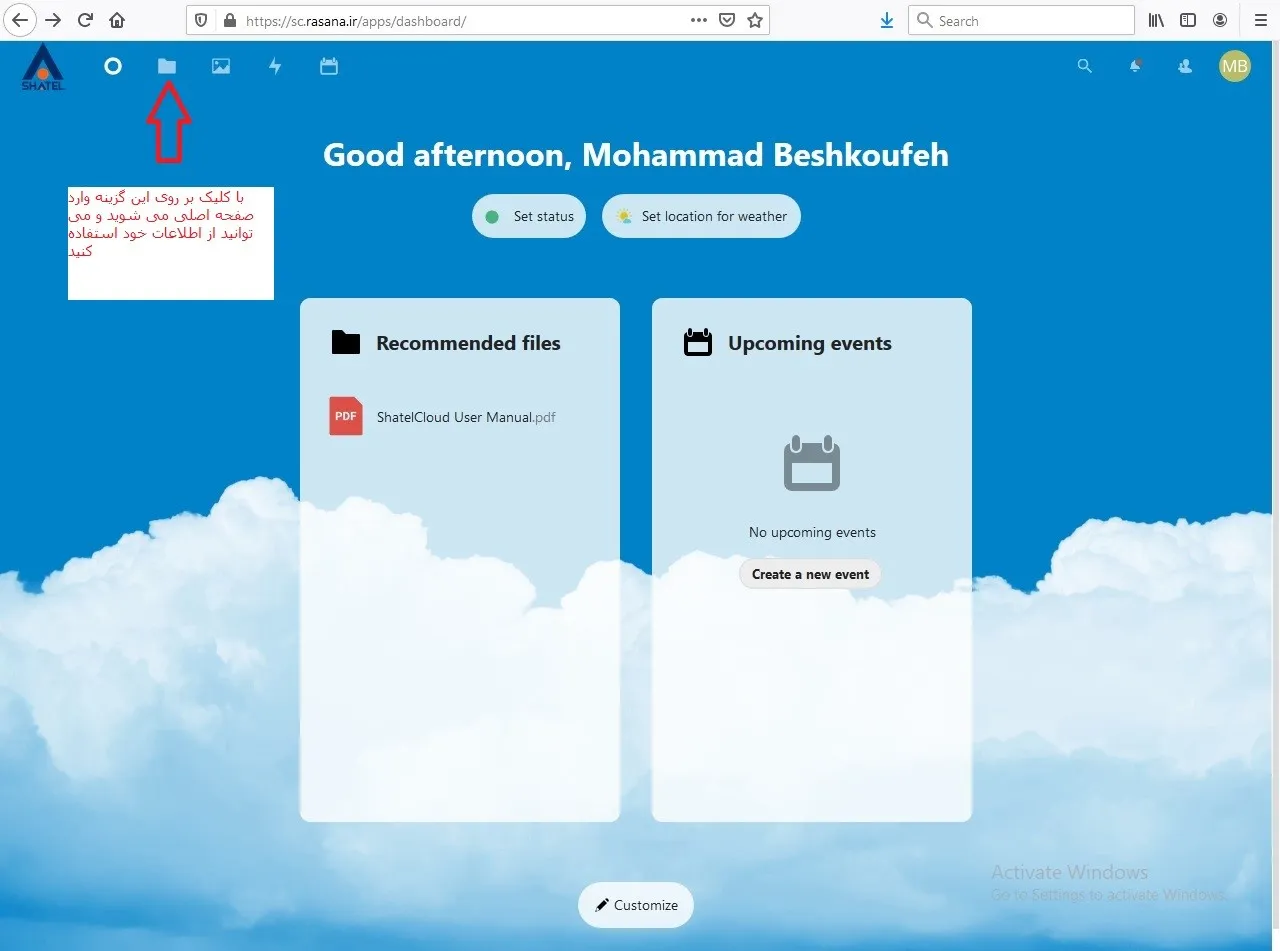 https://sc.rasana.ir/apps/dashboard/
Search
SHATEL
MB
Good afternoon, Mohammad Beshkoufeh
Set status
Set location for weather
با کلیک بر روی این گزینه وارد
صفحه اصلی می شوید و می
توانید از اطلاعات خود استفاده
کنید
Recommended files
PDF
ShatelCloud User Manual.pdf
Upcoming events
No upcoming events
Create a new event
Activate Windows
Go to Settings to activate Windows.
Customize